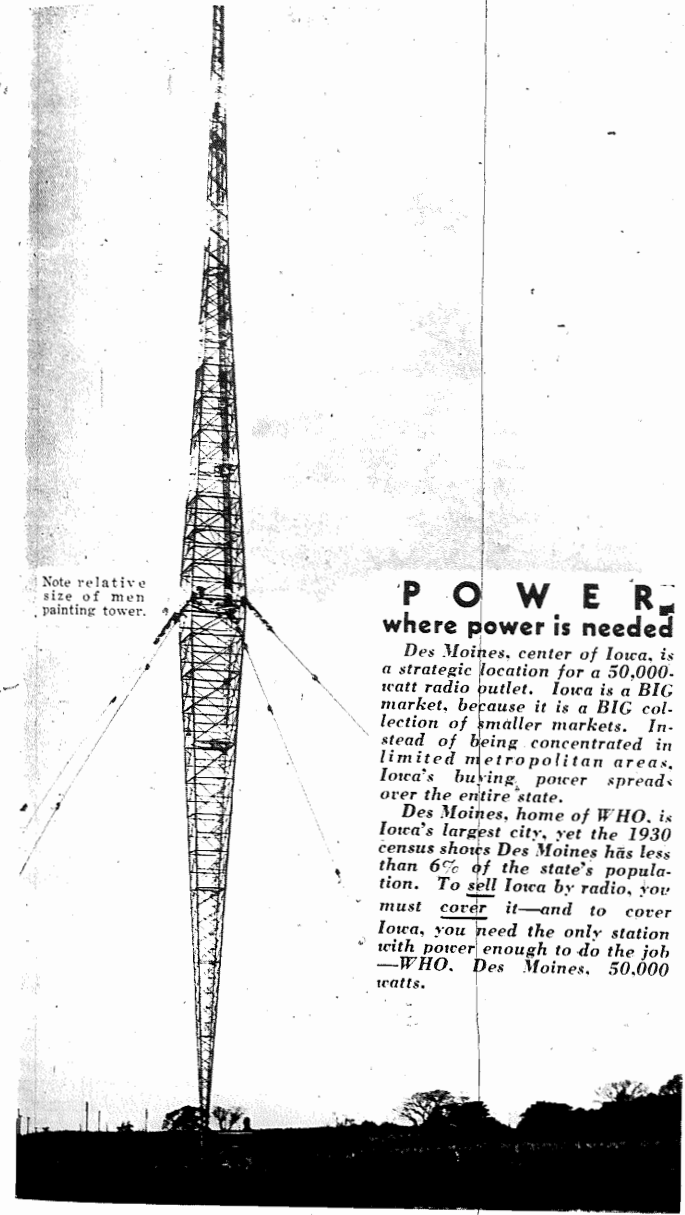 Note relative
size of men
painting tower.
POWER
where power is needed
Des Moines, center of Iowa, is
a strategic location for a 50,000-
watt radio outlet. Iowa is a BIG
market, because it is a BIG col-
lection of smaller markets. In-
stead of being concentrated in
limited metropolitan areas,
Iowa's buying power spreads
over the entire state.
Des Moines, home of WHO, is
Iowa's largest city, yet the 1930
census shows Des Moines has less
than 6% of the state's popula-
tion. To sell Iowa by radio, you
must cover it—and to cover
Iowa, you need the only station
with power enough to do the job
—WHO, Des Moines, 50,000
watts.